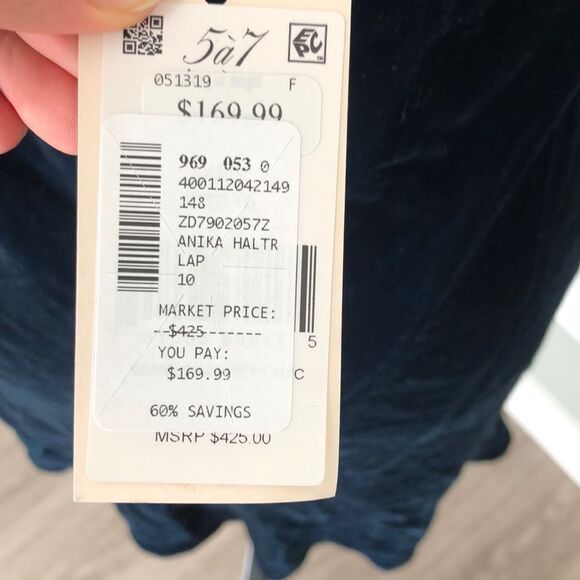 5à7
EPC
051319 F
$169.99
969 053 0
400112042149
148
ZD7902057Z
ANIKA HALTR
LAP
10
MARKET PRICE:
$425
5
YOU PAY:
$169.99
C
60% SAVINGS
MSRP $425.00